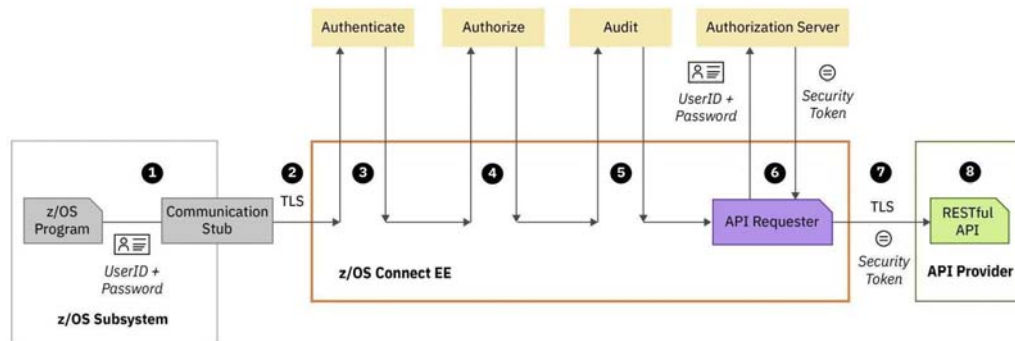 Authenticate
Authorize
Audit
Authorization Server
UserID +
Password
Security
Token
1
2
3
4
5
6
7
8
TLS
TLS
z/OS
Program
Communication
Stub
API Requester
RESTful
API
UserID +
Password
z/OS Connect EE
Security
Token
API Provider
z/OS Subsystem